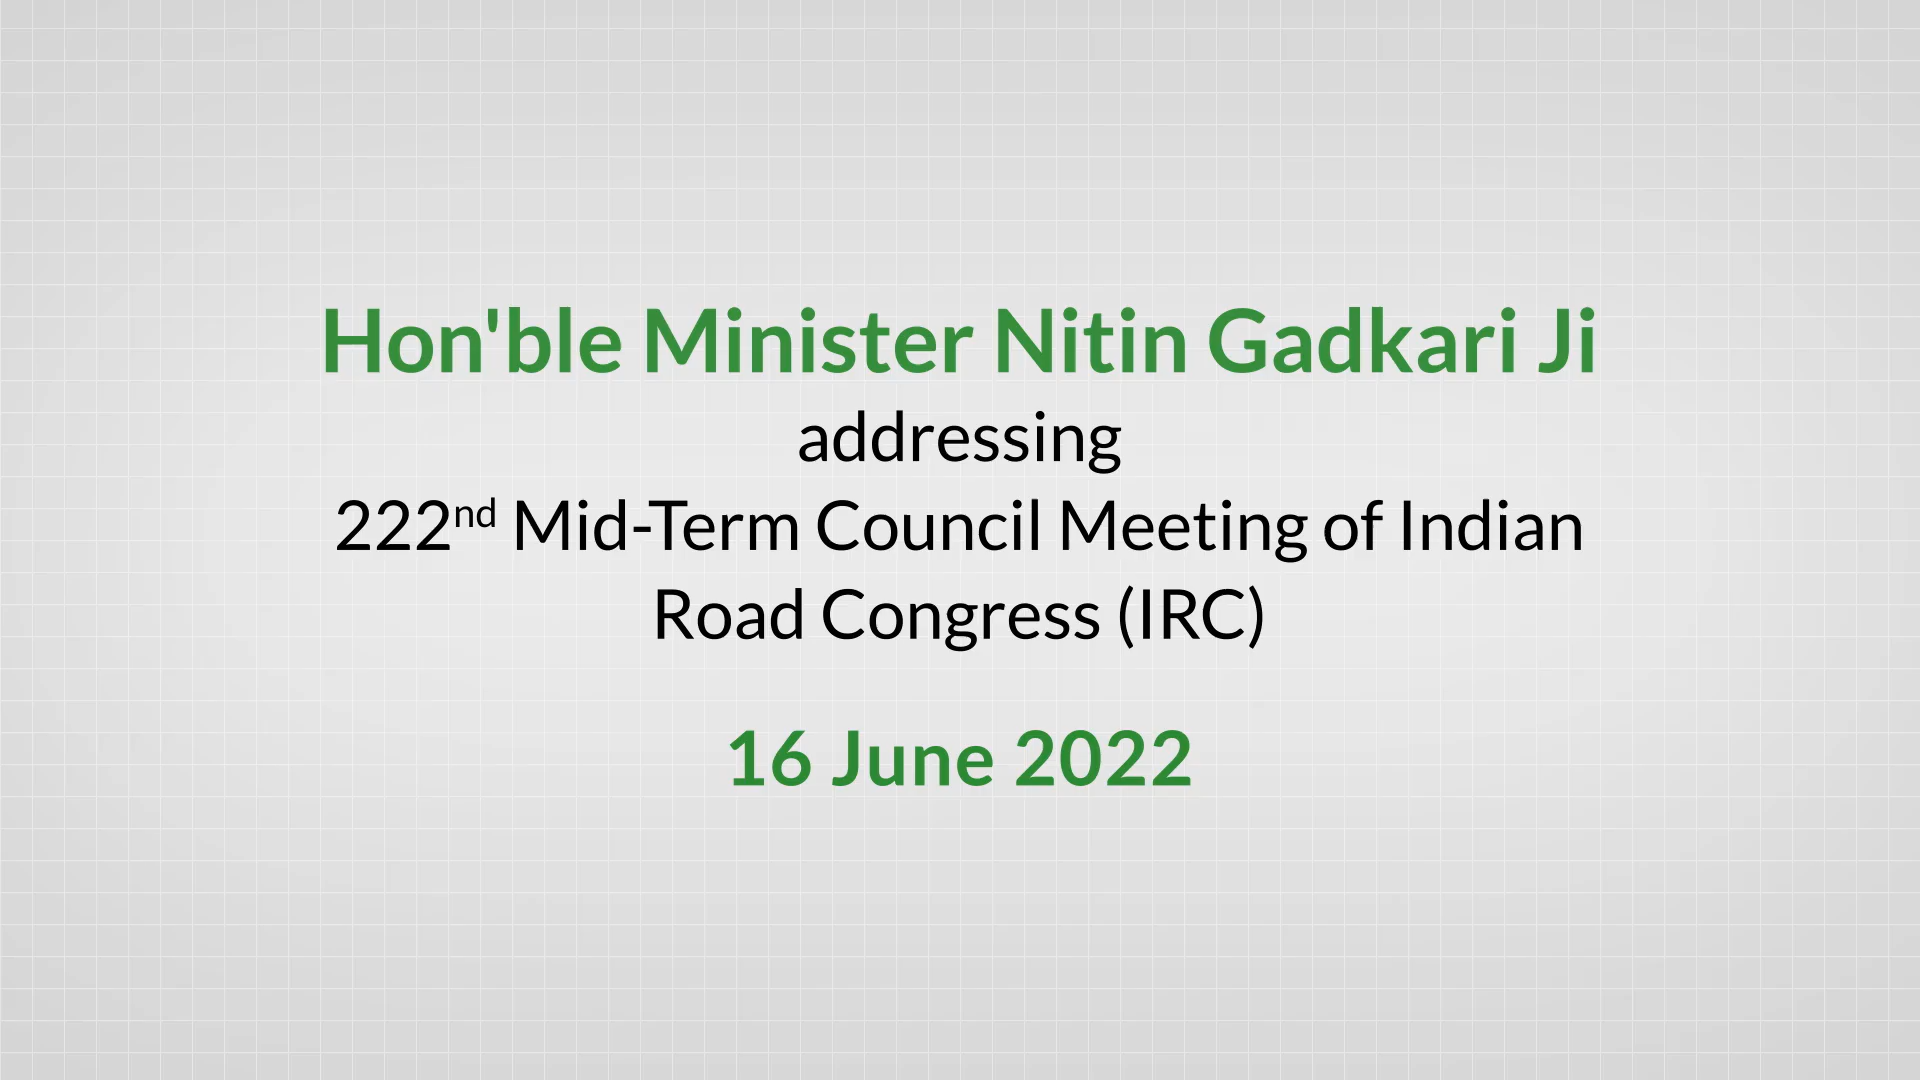 Hon'ble Minister Nitin Gadkari Ji
addressing
222nd Mid-Term Council Meeting of Indian
Road Congress (IRC)
16 June 2022